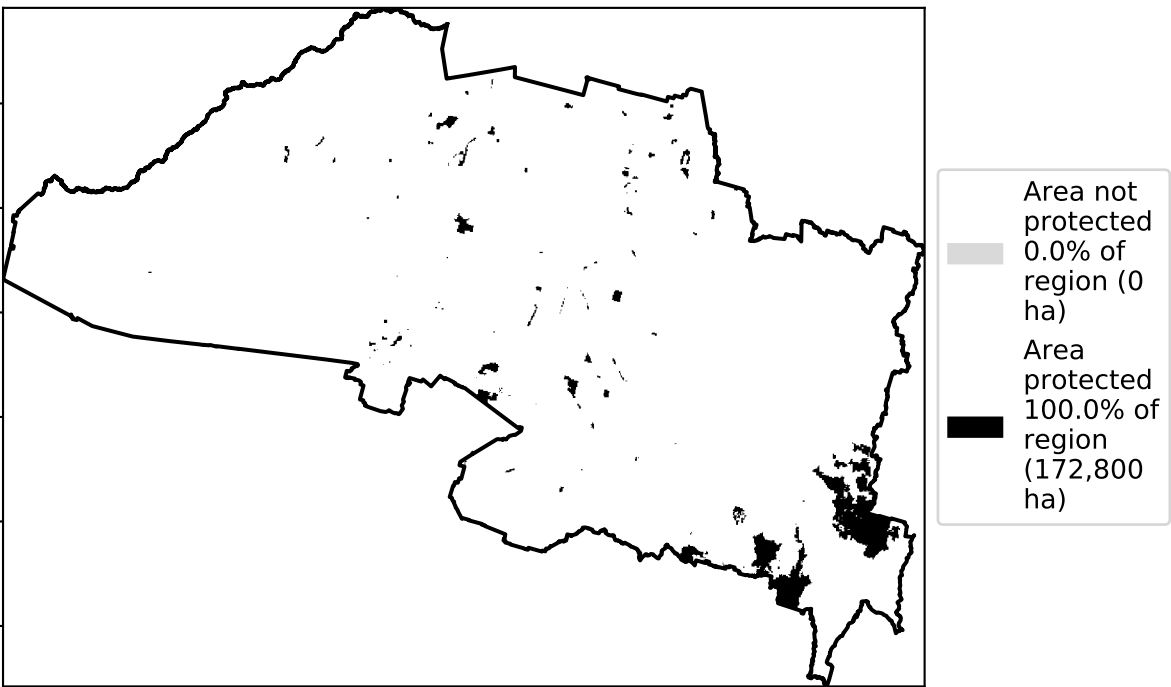 Area not
protected
0.0% of
region (0
ha)
Area
protected
100.0% of
region
(172,800
ha)